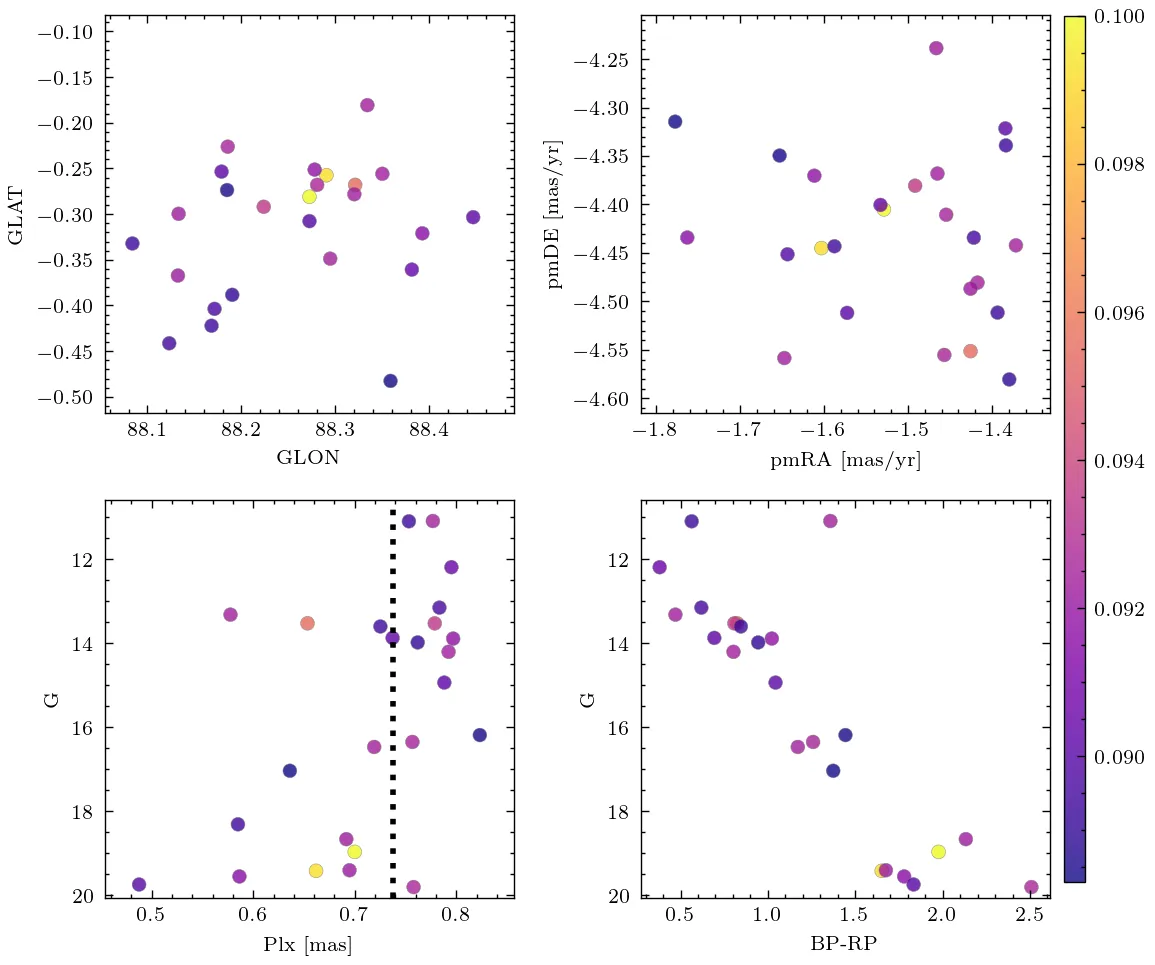 −0.10
−0.15
−0.20
−0.25
−0.30
−0.35
−0.40
−0.45
−0.50
GLAT
88.1 88.2 88.3 88.4
GLON
−4.25
−4.30
−4.35
−4.40
−4.45
−4.50
−4.55
−4.60
pmDE [mas/yr]
−1.8 −1.7 −1.6 −1.5 −1.4
pmRA [mas/yr]
12
14
16
18
20
G
0.5 0.6 0.7 0.8
Plx [mas]
12
14
16
18
20
G
0.5 1.0 1.5 2.0 2.5
BP-RP
0.100
0.098
0.096
0.094
0.092
0.090